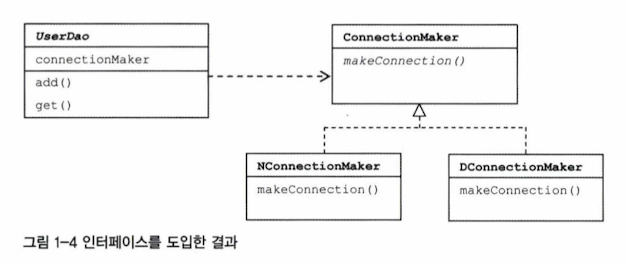 UserDao
connectionMaker
add()
get()
ConnectionMaker
makeConnection()
NConnectionMaker
makeConnection()
DConnectionMaker
makeConnection()
그림 1-4 인터페이스를 도입한 결과